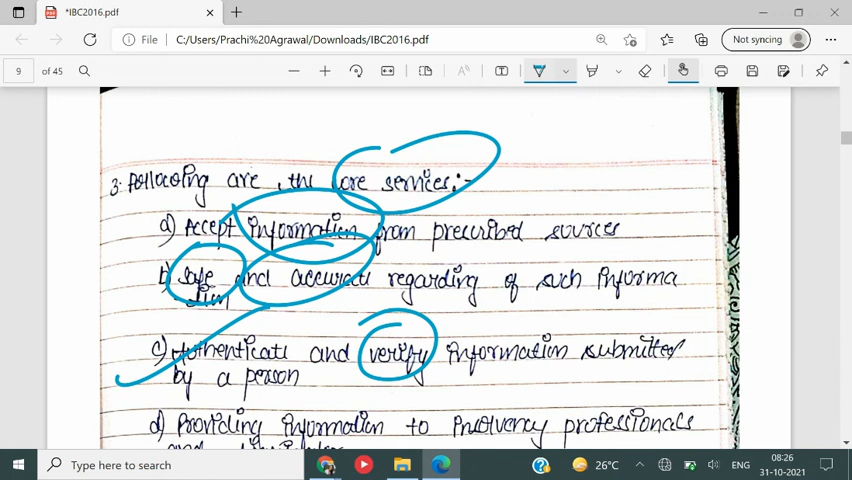 *IBC2016.pdf
File
C:/Users/Prachi%20Agrawal/Downloads/IBC2016.pdf
Not syncing
9 of 45
3. Following are the core services:-
a) Accept information from prescribed sources
b) Safe and accurate regarding of such informa
-tion
c) Authenticate and verify information submitted
by a person
d) Providing information to insolvency professionals
and
Type here to search
26°C
ENG
08:26
31-10-2021